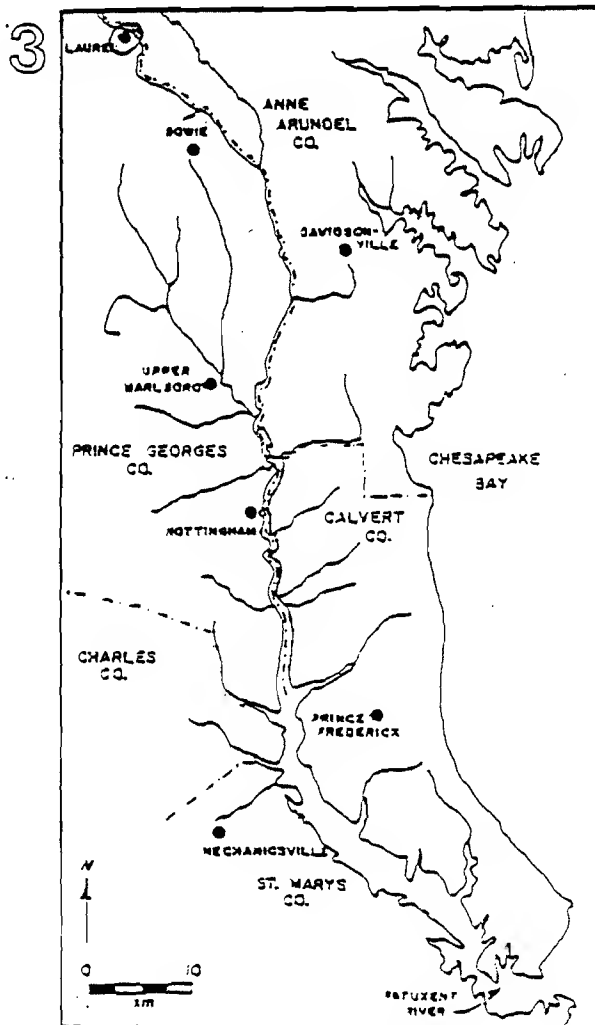 3
LAUREL
BOWIE
ANNE
ARUNDEL
CO.
DAVIDSON-
VILLE
UPPER
MARLBORO
PRINCE GEORGES
CO.
CHESAPEAKE
BAY
NOTTINGHAM
CALVERT
CO.
CHARLES
CO.
PRINCE
FREDERICK
MECHANICSVILLE
ST. MARYS
CO.
N
0 10
km
PATUXENT
RIVER